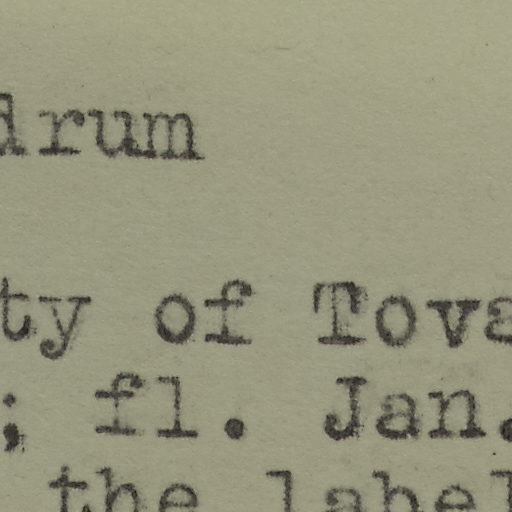 drum
ty of Tova
; fl. Jan.
the label